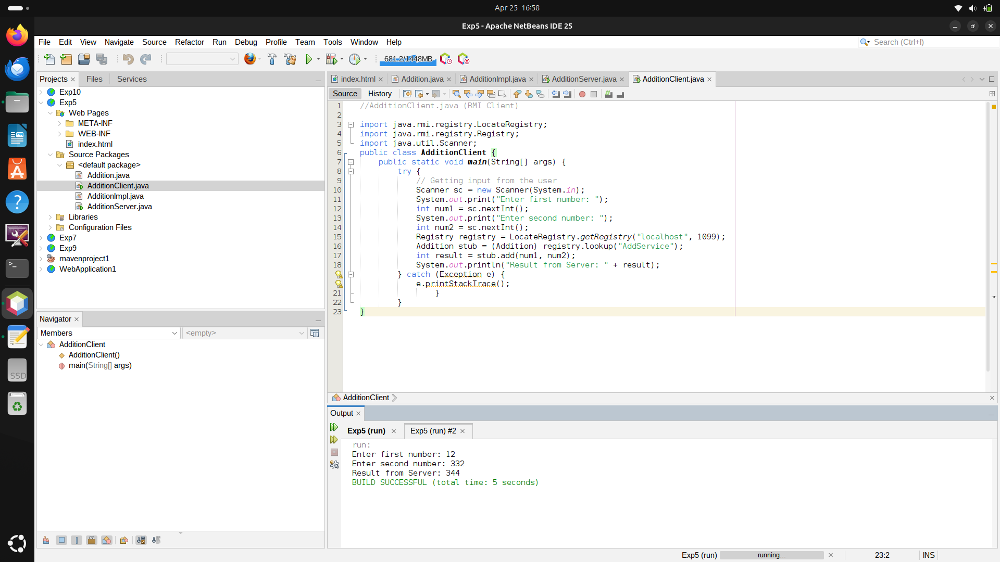 Apr 25 16:58
Exp5 - Apache NetBeans IDE 25
File Edit View Navigate Source Refactor Run Debug Profile Team Tools Window Help
Search (Ctrl+I)
681.2/1448MB
Projects Files Services
Exp10
Exp5
Web Pages
META-INF
WEB-INF
index.html
Source Packages
<default package>
Addition.java
AdditionClient.java
AdditionImpl.java
AdditionServer.java
Libraries
Configuration Files
Exp7
Exp9
mavenproject1
WebApplication1
Navigator
Members
<empty>
AdditionClient
AdditionClient()
main(String[] args)
index.html Addition.java AdditionImpl.java AdditionServer.java AdditionClient.java
Source History
1 //AdditionClient.java (RMI Client)
2
3 import java.rmi.registry.LocateRegistry;
4 import java.rmi.registry.Registry;
5 import java.util.Scanner;
6 public class AdditionClient {
7 public static void main(String[] args) {
8 try {
9 // Getting input from the user
10 Scanner sc = new Scanner(System.in);
11 System.out.print("Enter first number: ");
12 int num1 = sc.nextInt();
13 System.out.print("Enter second number: ");
14 int num2 = sc.nextInt();
15 Registry registry = LocateRegistry.getRegistry("localhost", 1099);
16 Addition stub = (Addition) registry.lookup("AddService");
17 int result = stub.add(num1, num2);
18 System.out.println("Result from Server: " + result);
} catch (Exception e) {
e.printStackTrace();
21 }
22 }
23 }
AdditionClient
Output
Exp5 (run) Exp5 (run) #2
run:
Enter first number: 12
Enter second number: 332
Result from Server: 344
BUILD SUCCESSFUL (total time: 5 seconds)
SSD
Exp5 (run) running... 23:2 INS